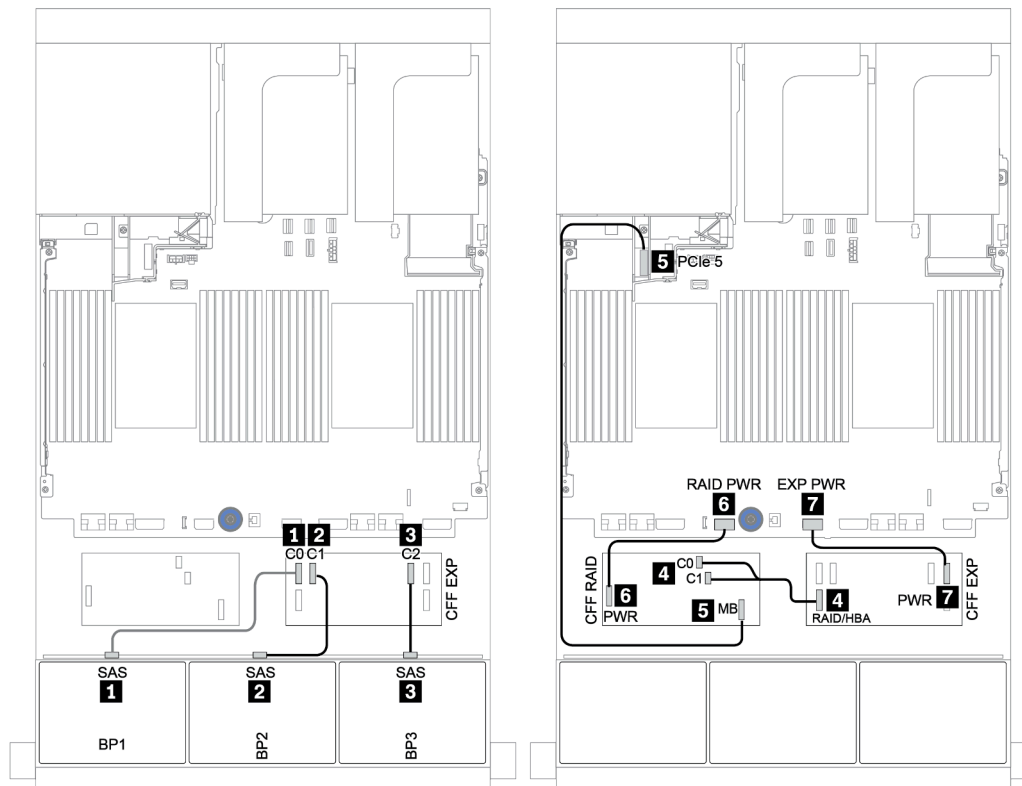 1 2 3
C0 C1 C2
CFF EXP
SAS SAS SAS
1 2 3
BP1 BP2 BP3
5 PCIe 5
RAID PWR EXP PWR
6 7
CFF RAID
C0
4 C1
6
PWR
5 MB
4
RAID/HBA
PWR 7
CFF EXP